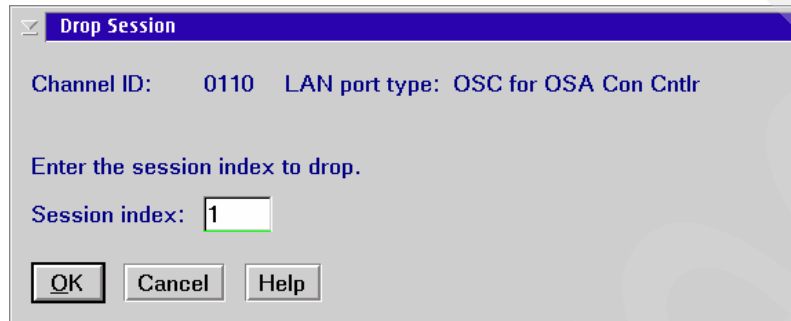 Drop Session
Channel ID: 0110 LAN port type: OSC for OSA Con Cntlr
Enter the session index to drop.
Session index: 1
OK Cancel Help